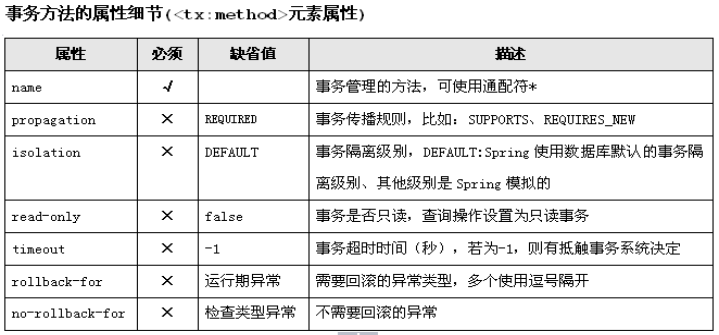 事务方法的属性细节(<tx:method>元素属性)
属性 必须 缺省值 描述
name √ 事务管理的方法，可使用通配符*
propagation × REQUIRED 事务传播规则，比如：SUPPORTS、REQUIRES_NEW
isolation × DEFAULT 事务隔离级别，DEFAULT:Spring 使用数据库默认的事务隔
离级别、其他级别是 Spring 模拟的
read-only × false 事务是否只读，查询操作设置为只读事务
timeout × -1 事务超时时间（秒），若为-1，则有抵触事务系统决定
rollback-for × 运行期异常 需要回滚的异常类型，多个使用逗号隔开
no-rollback-for × 检查类型异常 不需要回滚的异常